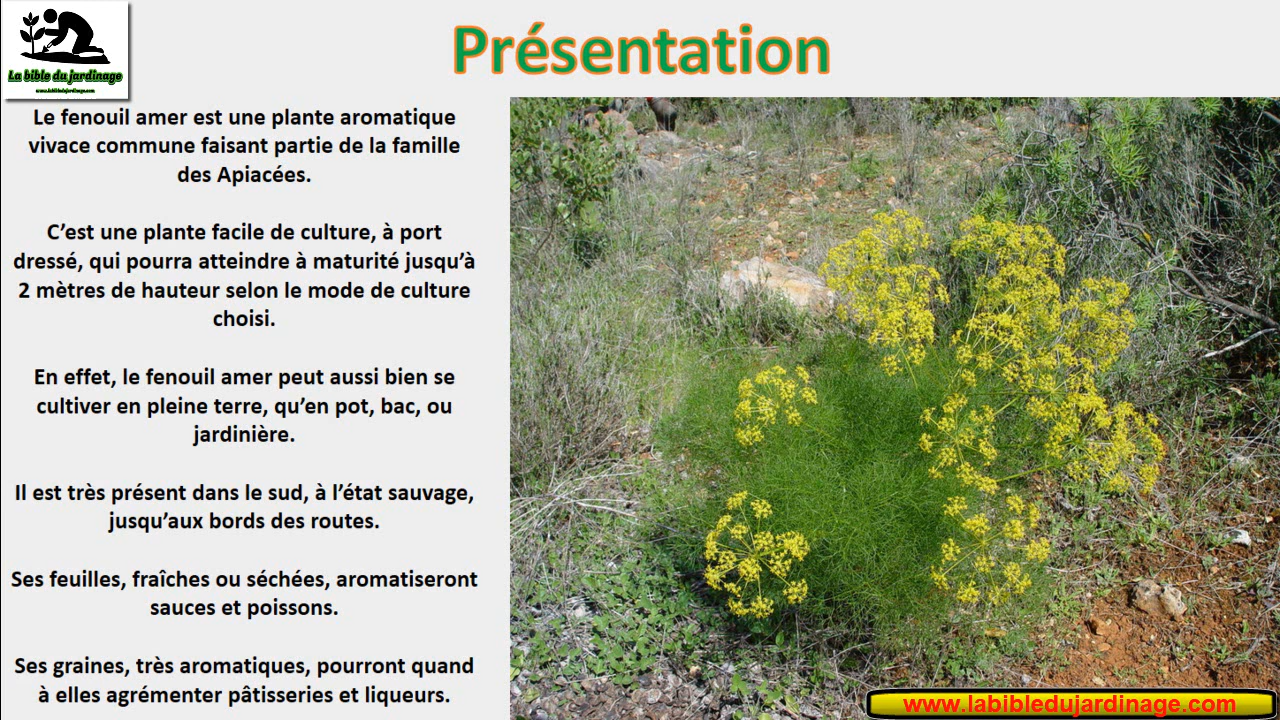 La bible du jardinage
www.labibledujardinage.com
Présentation
Le fenouil amer est une plante aromatique
vivace commune faisant partie de la famille
des Apiacées.
C’est une plante facile de culture, à port
dressé, qui pourra atteindre à maturité jusqu’à
2 mètres de hauteur selon le mode de culture
choisi.
En effet, le fenouil amer peut aussi bien se
cultiver en pleine terre, qu’en pot, bac, ou
jardinière.
Il est très présent dans le sud, à l’état sauvage,
jusqu’aux bords des routes.
Ses feuilles, fraîches ou séchées, aromatiseront
sauces et poissons.
Ses graines, très aromatiques, pourront quand
à elles agrémenter pâtisseries et liqueurs.
www.labibledujardinage.com